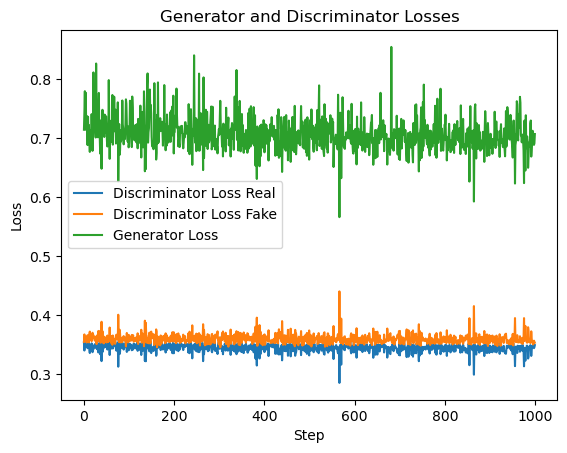 Generator and Discriminator Losses
0.8
0.7
0.6
0.5
0.4
0.3
Loss
Discriminator Loss Real
Discriminator Loss Fake
Generator Loss
0 200 400 600 800 1000
Step